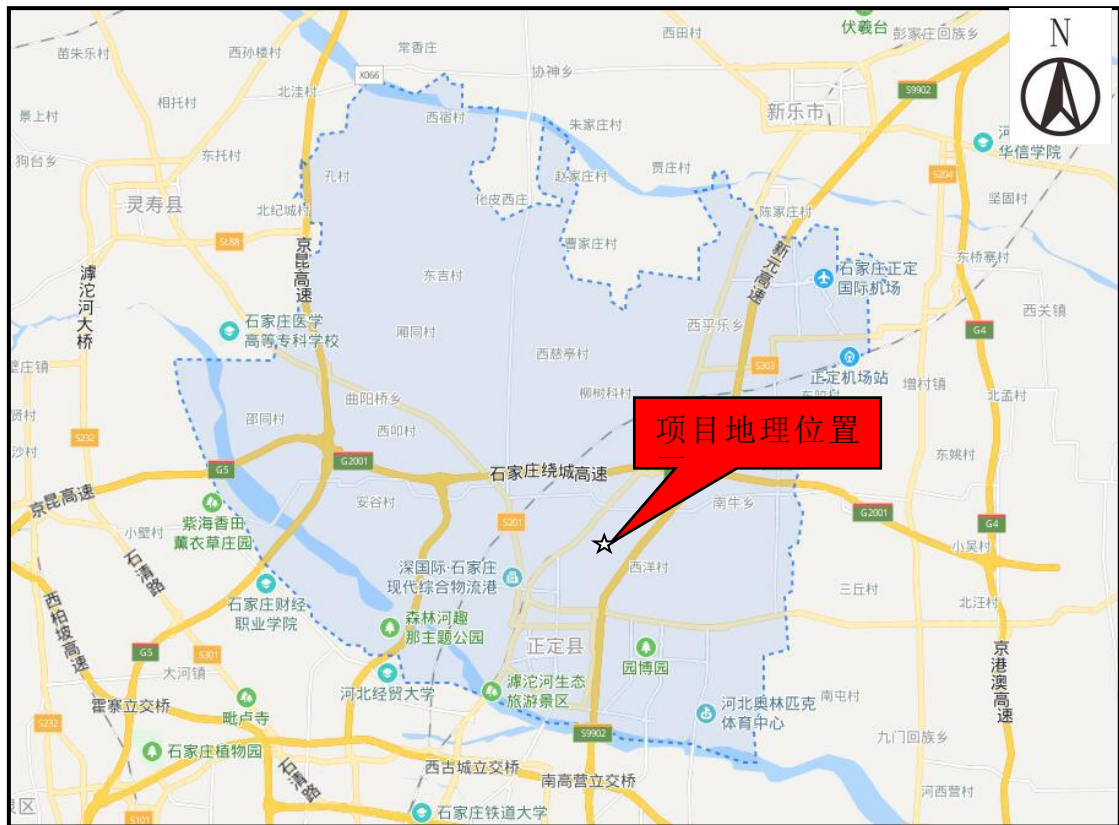 伏羲台
西田村
彭家庄回族乡
N
苗朱乐村
西孙楼村
常香庄
X066
协神乡
北洼村
相托村
S9902
新乐市
景上村
西宿村
朱家庄村
华信学院
狗台乡
东托村
孔村
赵家庄村
贾庄村
S204
坚固村
灵寿县
北纪城村
化皮西庄
陈家庄村
SL88
京昆高速
曹家庄村
新元高速
东桥寨村
滹沱河大桥
东吉村
石家庄正定
国际机场
西关镇
石家庄医学
高等专科学校
厢同村
西平乐乡
G4
西慈亭村
S303
正定机场站
增村镇
柳树科村
北孟村
曲阳桥乡
邵同村
西叩村
项目地理位置
S232
G2001
G5
石家庄绕城高速
东姚村
京昆高速
安谷村
南牛乡
紫海香田
薰衣草庄园
S201
G2001
G4
小壁村
小吴村
石清路
深国际·石家庄
现代综合物流港
西洋村
三丘村
石家庄财经
职业学院
北汪村
西柏坡高速
森林河趣
那主题公园
正定县
园博园
京港澳高速
G5
S301
大河镇
河北经贸大学
滹沱河生态
旅游景区
南屯村
霍寨立交桥
毗卢寺
河北奥林匹克
体育中心
S232
S9902
九门回族乡
石家庄植物园
石清路
西古城立交桥
南高营立交桥
河西营村
S101
石家庄铁道大学